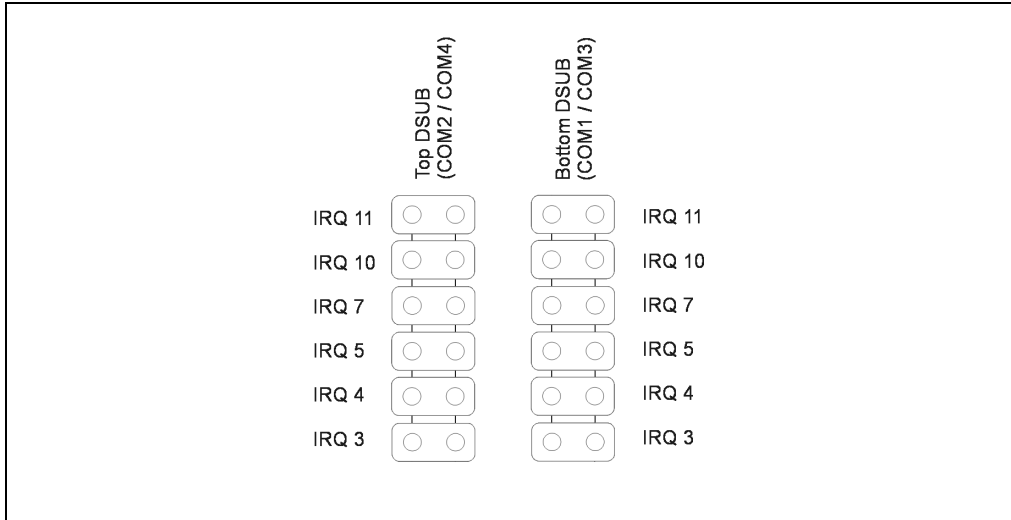 Top DSUB
(COM2 / COM4)
Bottom DSUB
(COM1 / COM3)
IRQ 11
IRQ 11
IRQ 10
IRQ 10
IRQ 7
IRQ 7
IRQ 5
IRQ 5
IRQ 4
IRQ 4
IRQ 3
IRQ 3